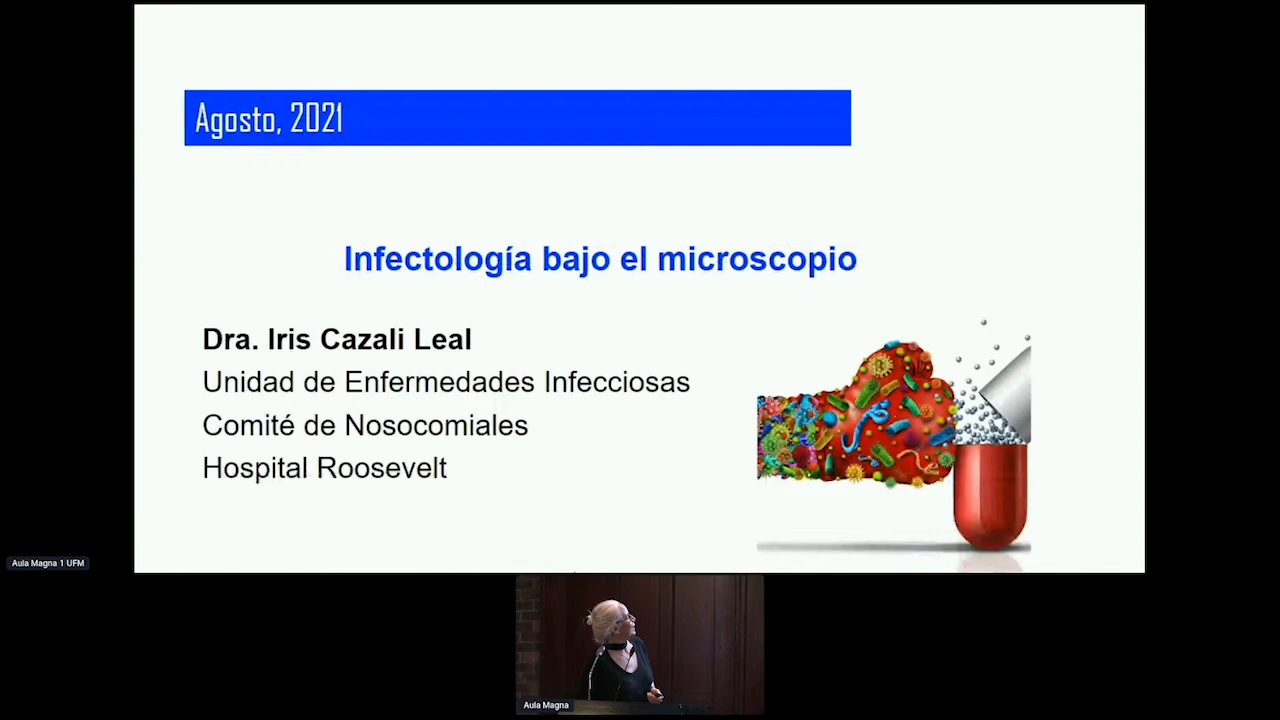 Agosto, 2021
Infectología bajo el microscopio
Dra. Iris Cazali Leal
Unidad de Enfermedades Infecciosas
Comité de Nosocomiales
Hospital Roosevelt
Aula Magna 1 UFM
Aula Magna